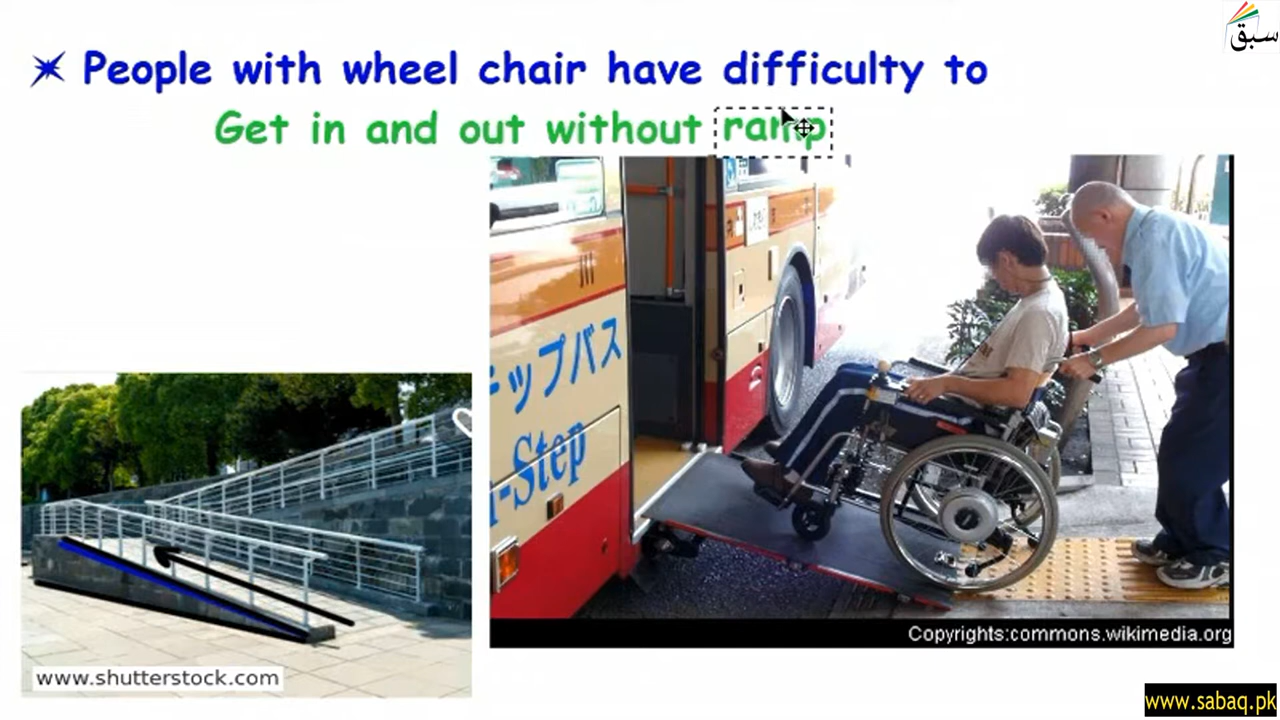 سبق
People with wheel chair have difficulty to
Get in and out without ramp
ップバス
-Step
Copyrights:commons.wikimedia.org
www.shutterstock.com
www.sabaq.pk